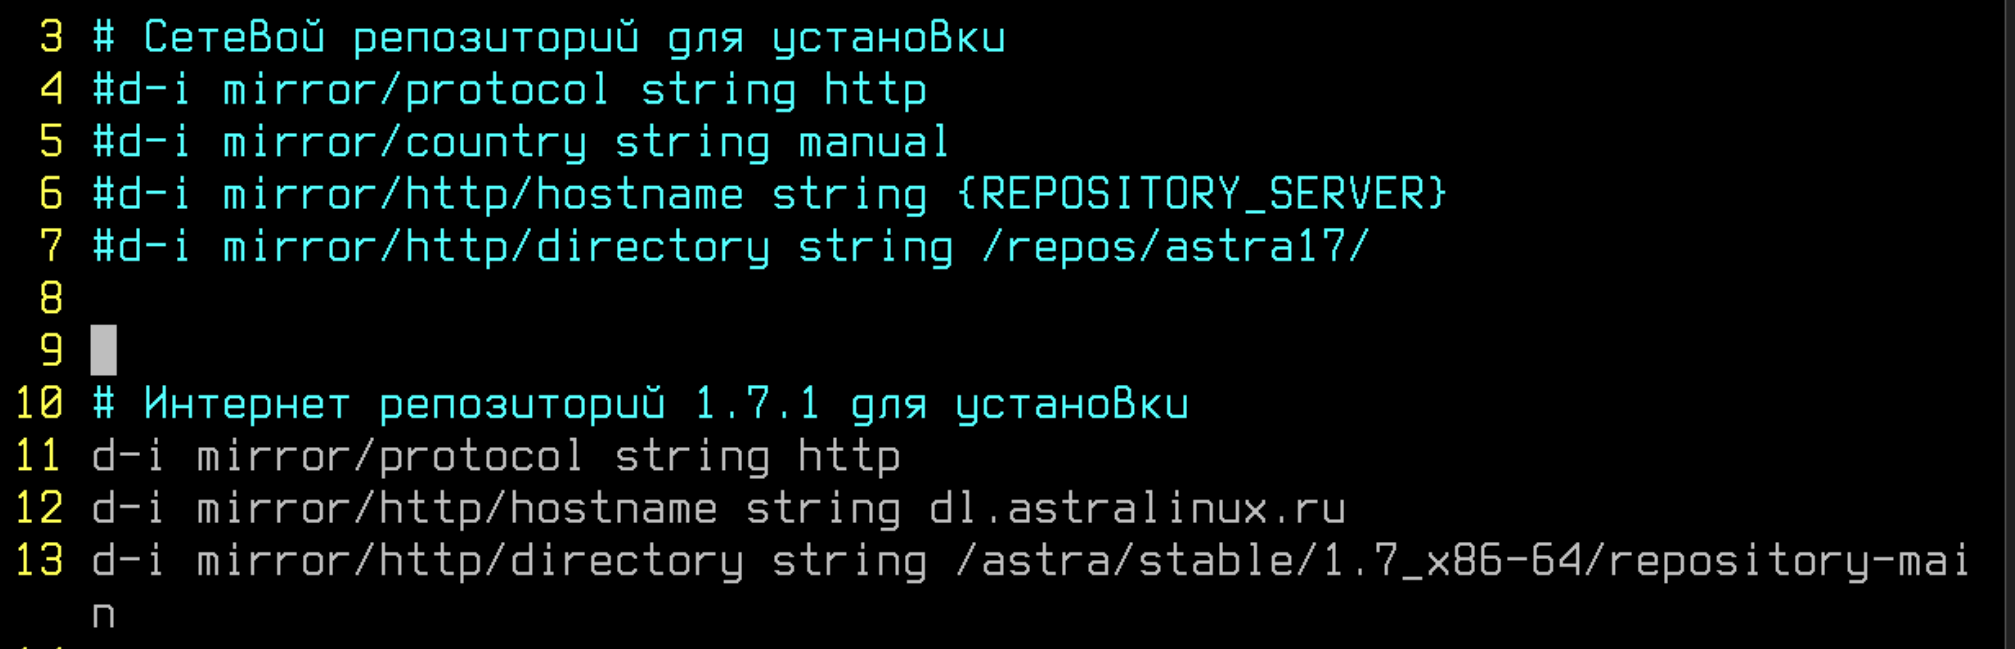 3 # Сетевой репозиторий для установки
4 #d-i mirror/protocol string http
5 #d-i mirror/country string manual
6 #d-i mirror/http/hostname string {REPOSITORY_SERVER}
7 #d-i mirror/http/directory string /repos/astra17/
8
9
10 # Интернет репозиторий 1.7.1 для установки
11 d-i mirror/protocol string http
12 d-i mirror/http/hostname string dl.astralinux.ru
13 d-i mirror/http/directory string /astra/stable/1.7_x86-64/repository-mai
n